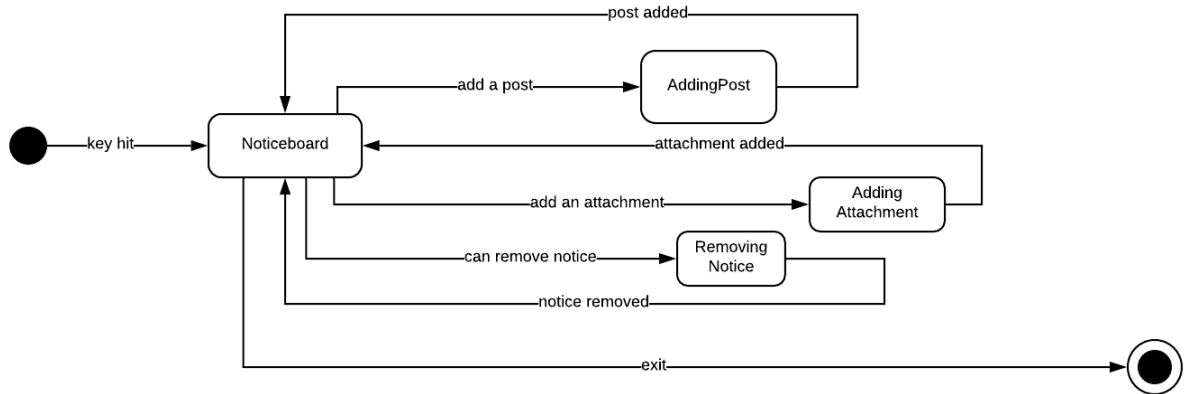 post added
add a post
AddingPost
key hit
Noticeboard
attachment added
add an attachment
Adding
Attachment
can remove notice
Removing
Notice
notice removed
exit